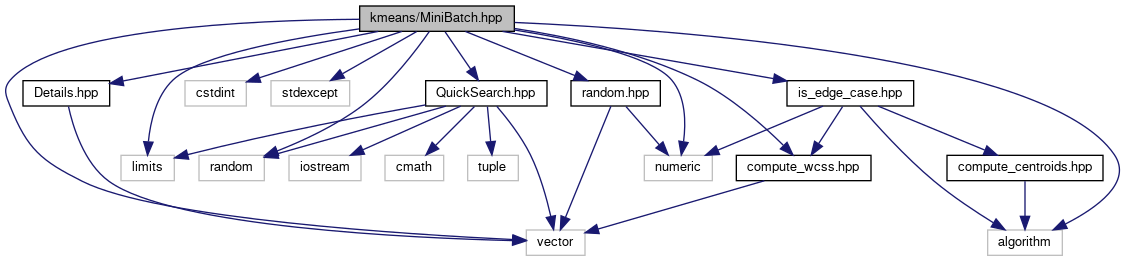 kmeans/MiniBatch.hpp
Details.hpp
cstdint
stdexcept
QuickSearch.hpp
random.hpp
is_edge_case.hpp
limits
random
iostream
cmath
tuple
numeric
compute_wcss.hpp
compute_centroids.hpp
vector
algorithm